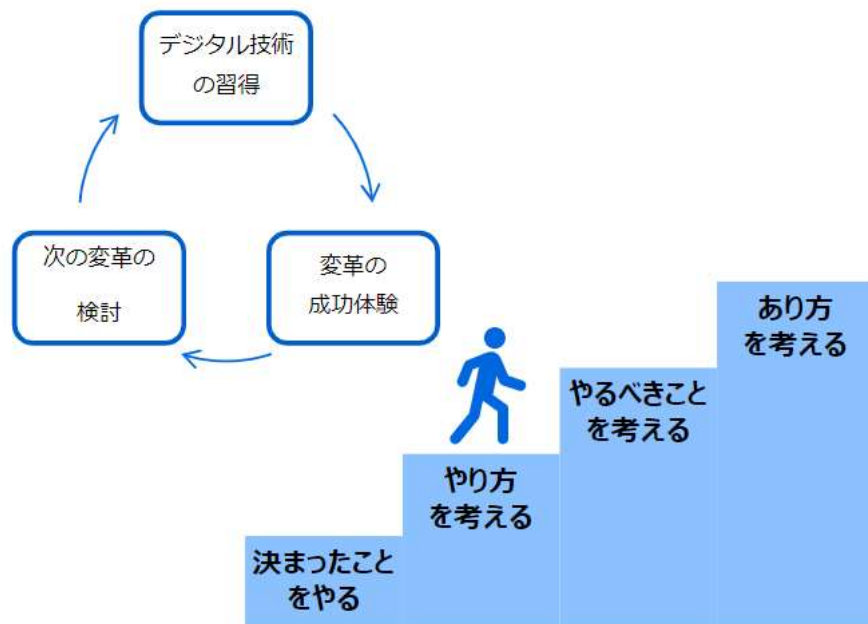 デジタル技術
の習得
次の変革の
検討
変革の
成功体験
あり方
を考える
やるべきこと
を考える
やり方
を考える
決まったこと
をやる